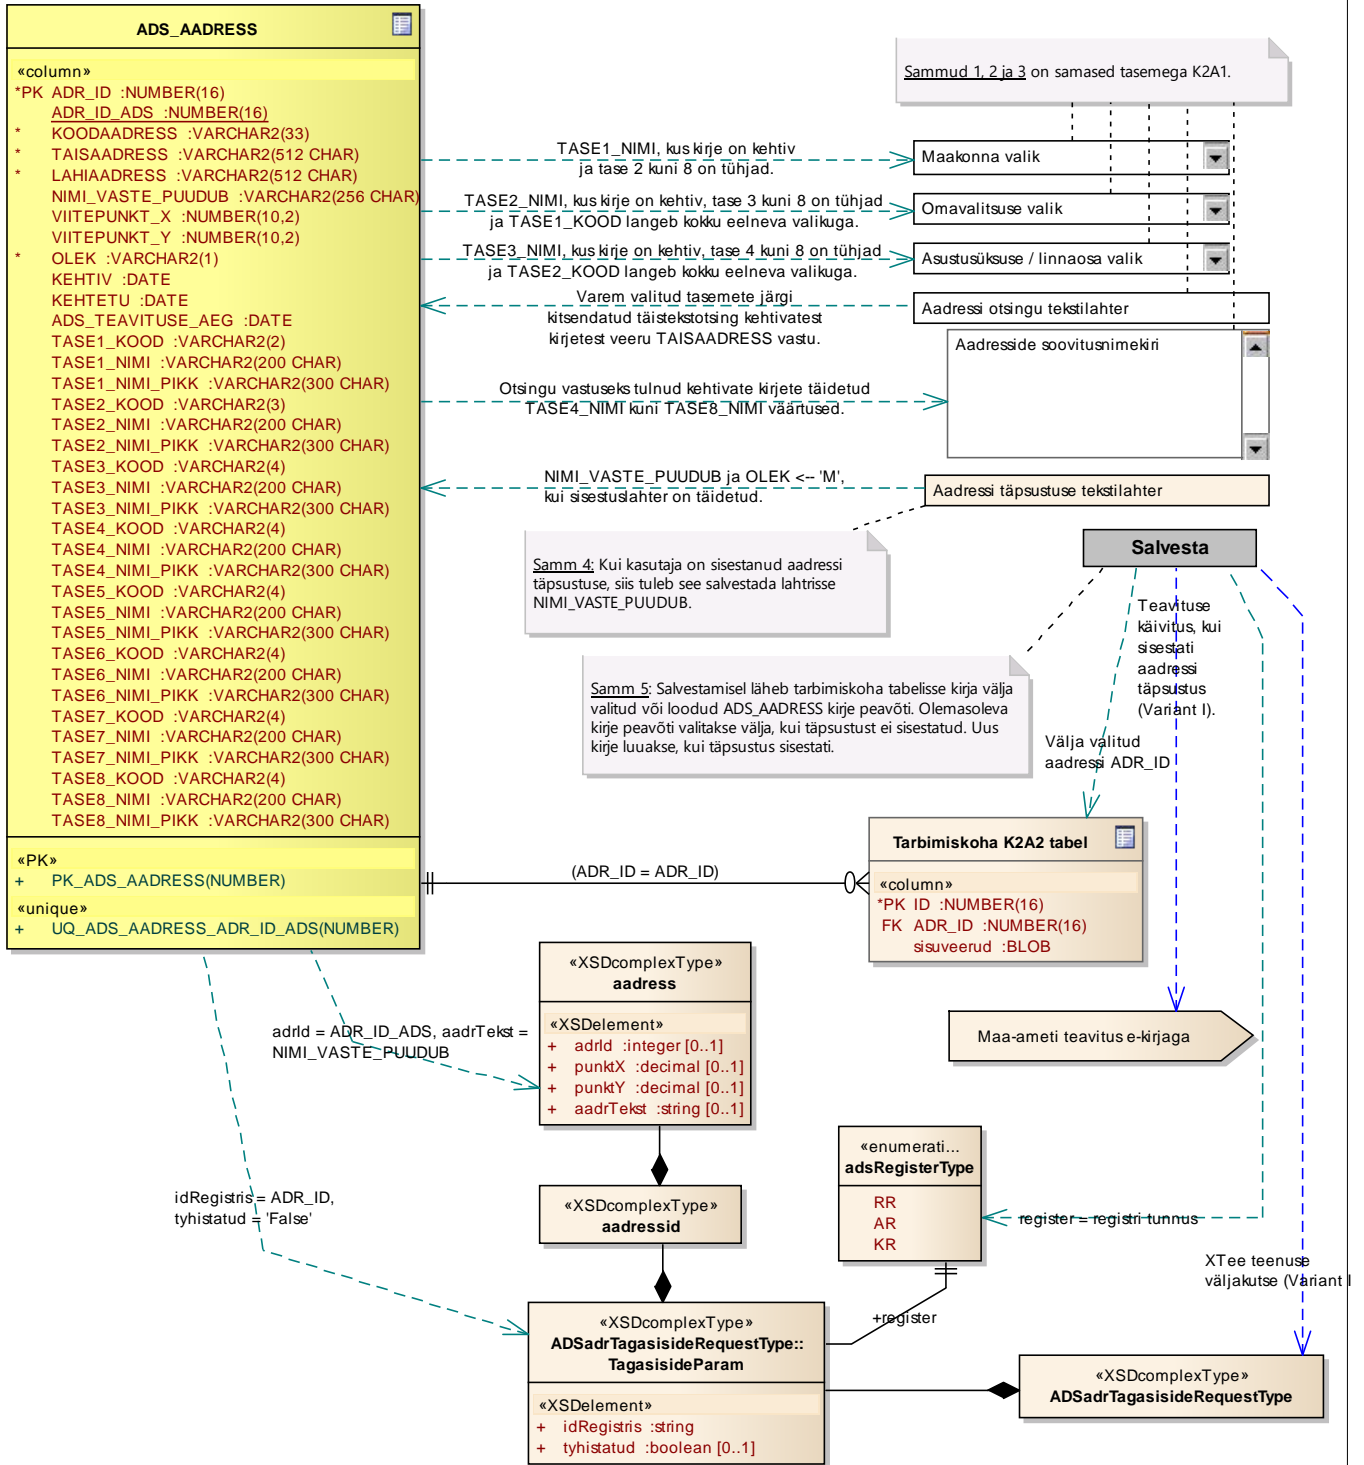 ADS_AADRESS
«column»
*PK ADR_ID :NUMBER(16)
ADR_ID_ADS :NUMBER(16)
* KOODAADRESS :VARCHAR2(33)
* TAISAADRESS :VARCHAR2(512 CHAR)
* LAHIAADRESS :VARCHAR2(512 CHAR)
NIMI_VASTE_PUUDUB :VARCHAR2(256 CHAR)
VIITEPUNKT_X :NUMBER(10,2)
VIITEPUNKT_Y :NUMBER(10,2)
* OLEK :VARCHAR2(1)
KEHTIV :DATE
KEHTETU :DATE
ADS_TEAVITUSE_AEG :DATE
TASE1_KOOD :VARCHAR2(2)
TASE1_NIMI :VARCHAR2(200 CHAR)
TASE1_NIMI_PIKK :VARCHAR2(300 CHAR)
TASE2_KOOD :VARCHAR2(3)
TASE2_NIMI :VARCHAR2(200 CHAR)
TASE2_NIMI_PIKK :VARCHAR2(300 CHAR)
TASE3_KOOD :VARCHAR2(4)
TASE3_NIMI :VARCHAR2(200 CHAR)
TASE3_NIMI_PIKK :VARCHAR2(300 CHAR)
TASE4_KOOD :VARCHAR2(4)
TASE4_NIMI :VARCHAR2(200 CHAR)
TASE4_NIMI_PIKK :VARCHAR2(300 CHAR)
TASE5_KOOD :VARCHAR2(4)
TASE5_NIMI :VARCHAR2(200 CHAR)
TASE5_NIMI_PIKK :VARCHAR2(300 CHAR)
TASE6_KOOD :VARCHAR2(4)
TASE6_NIMI :VARCHAR2(200 CHAR)
TASE6_NIMI_PIKK :VARCHAR2(300 CHAR)
TASE7_KOOD :VARCHAR2(4)
TASE7_NIMI :VARCHAR2(200 CHAR)
TASE7_NIMI_PIKK :VARCHAR2(300 CHAR)
TASE8_KOOD :VARCHAR2(4)
TASE8_NIMI :VARCHAR2(200 CHAR)
TASE8_NIMI_PIKK :VARCHAR2(300 CHAR)
«PK»
+ PK_ADS_AADRESS(NUMBER)
«unique»
+ UQ_ADS_AADRESS_ADR_ID_ADS(NUMBER)
Sammud 1, 2 ja 3 on samased tasemega K2A1.
TASE1_NIMI, kus kirje on kehtiv
ja tase 2 kuni 8 on tühjad.
Maakonna valik
TASE2_NIMI, kus kirje on kehtiv, tase 3 kuni 8 on tühjad
ja TASE1_KOOD langeb kokku eelneva valikuga.
Omavalitsuse valik
TASE3_NIMI, kus kirje on kehtiv, tase 4 kuni 8 on tühjad
ja TASE2_KOOD langeb kokku eelneva valikuga.
Asustusüksuse / linnaosa valik
Varem valitud tasemete järgi
kitsendatud täistekstotsing kehtivatest
kirjetest veeru TAISAADRESS vastu.
Aadressi otsingu tekstilahter
Aadresside soovitusnimekiri
Otsingu vastuseks tulnud kehtivate kirjete täidetud
TASE4_NIMI kuni TASE8_NIMI väärtused.
NIMI_VASTE_PUUDUB ja OLEK <-- 'M',
kui sisestuslahter on täidetud.
Aadressi täpsustuse tekstilahter
Samm 4: Kui kasutaja on sisestanud aadressi
täpsustuse, siis tuleb see salvestada lahtrisse
NIMI_VASTE_PUUDUB.
Salvesta
Teavituse
käivitus, kui
sisestati
aadressi
täpsustus
(Variant I).
Samm 5: Salvestamisel läheb tarbimiskoha tabelisse kirja välja
valitud või loodud ADS_AADRESS kirje peavõti. Olemasoleva
kirje peavõti valitakse välja, kui täpsustust ei sisestatud. Uus
kirje luuakse, kui täpsustus sisestati.
Välja valitud
aadressi ADR_ID
(ADR_ID = ADR_ID)
Tarbimiskoha K2A2 tabel
«column»
*PK ID :NUMBER(16)
FK ADR_ID :NUMBER(16)
sisuveerud :BLOB
«XSDcomplexType»
aadress
«XSDelement»
+ adrId :integer [0..1]
+ punktX :decimal [0..1]
+ punktY :decimal [0..1]
+ aadrTekst :string [0..1]
adrId = ADR_ID_ADS, aadrTekst =
NIMI_VASTE_PUUDUB
Maa-ameti teavitus e-kirjaga
«enumerati...
adsRegisterType
RR
AR
KR
«XSDcomplexType»
aadressid
idRegistris = ADR_ID,
tyhistatud = 'False'
register = registri tunnus
XTee teenuse
väljakutse (Variant I
+register
«XSDcomplexType»
ADSadrTagasisideRequestType::
TagasisideParam
«XSDelement»
+ idRegistris :string
+ tyhistatud :boolean [0..1]
«XSDcomplexType»
ADSadrTagasisideRequestType